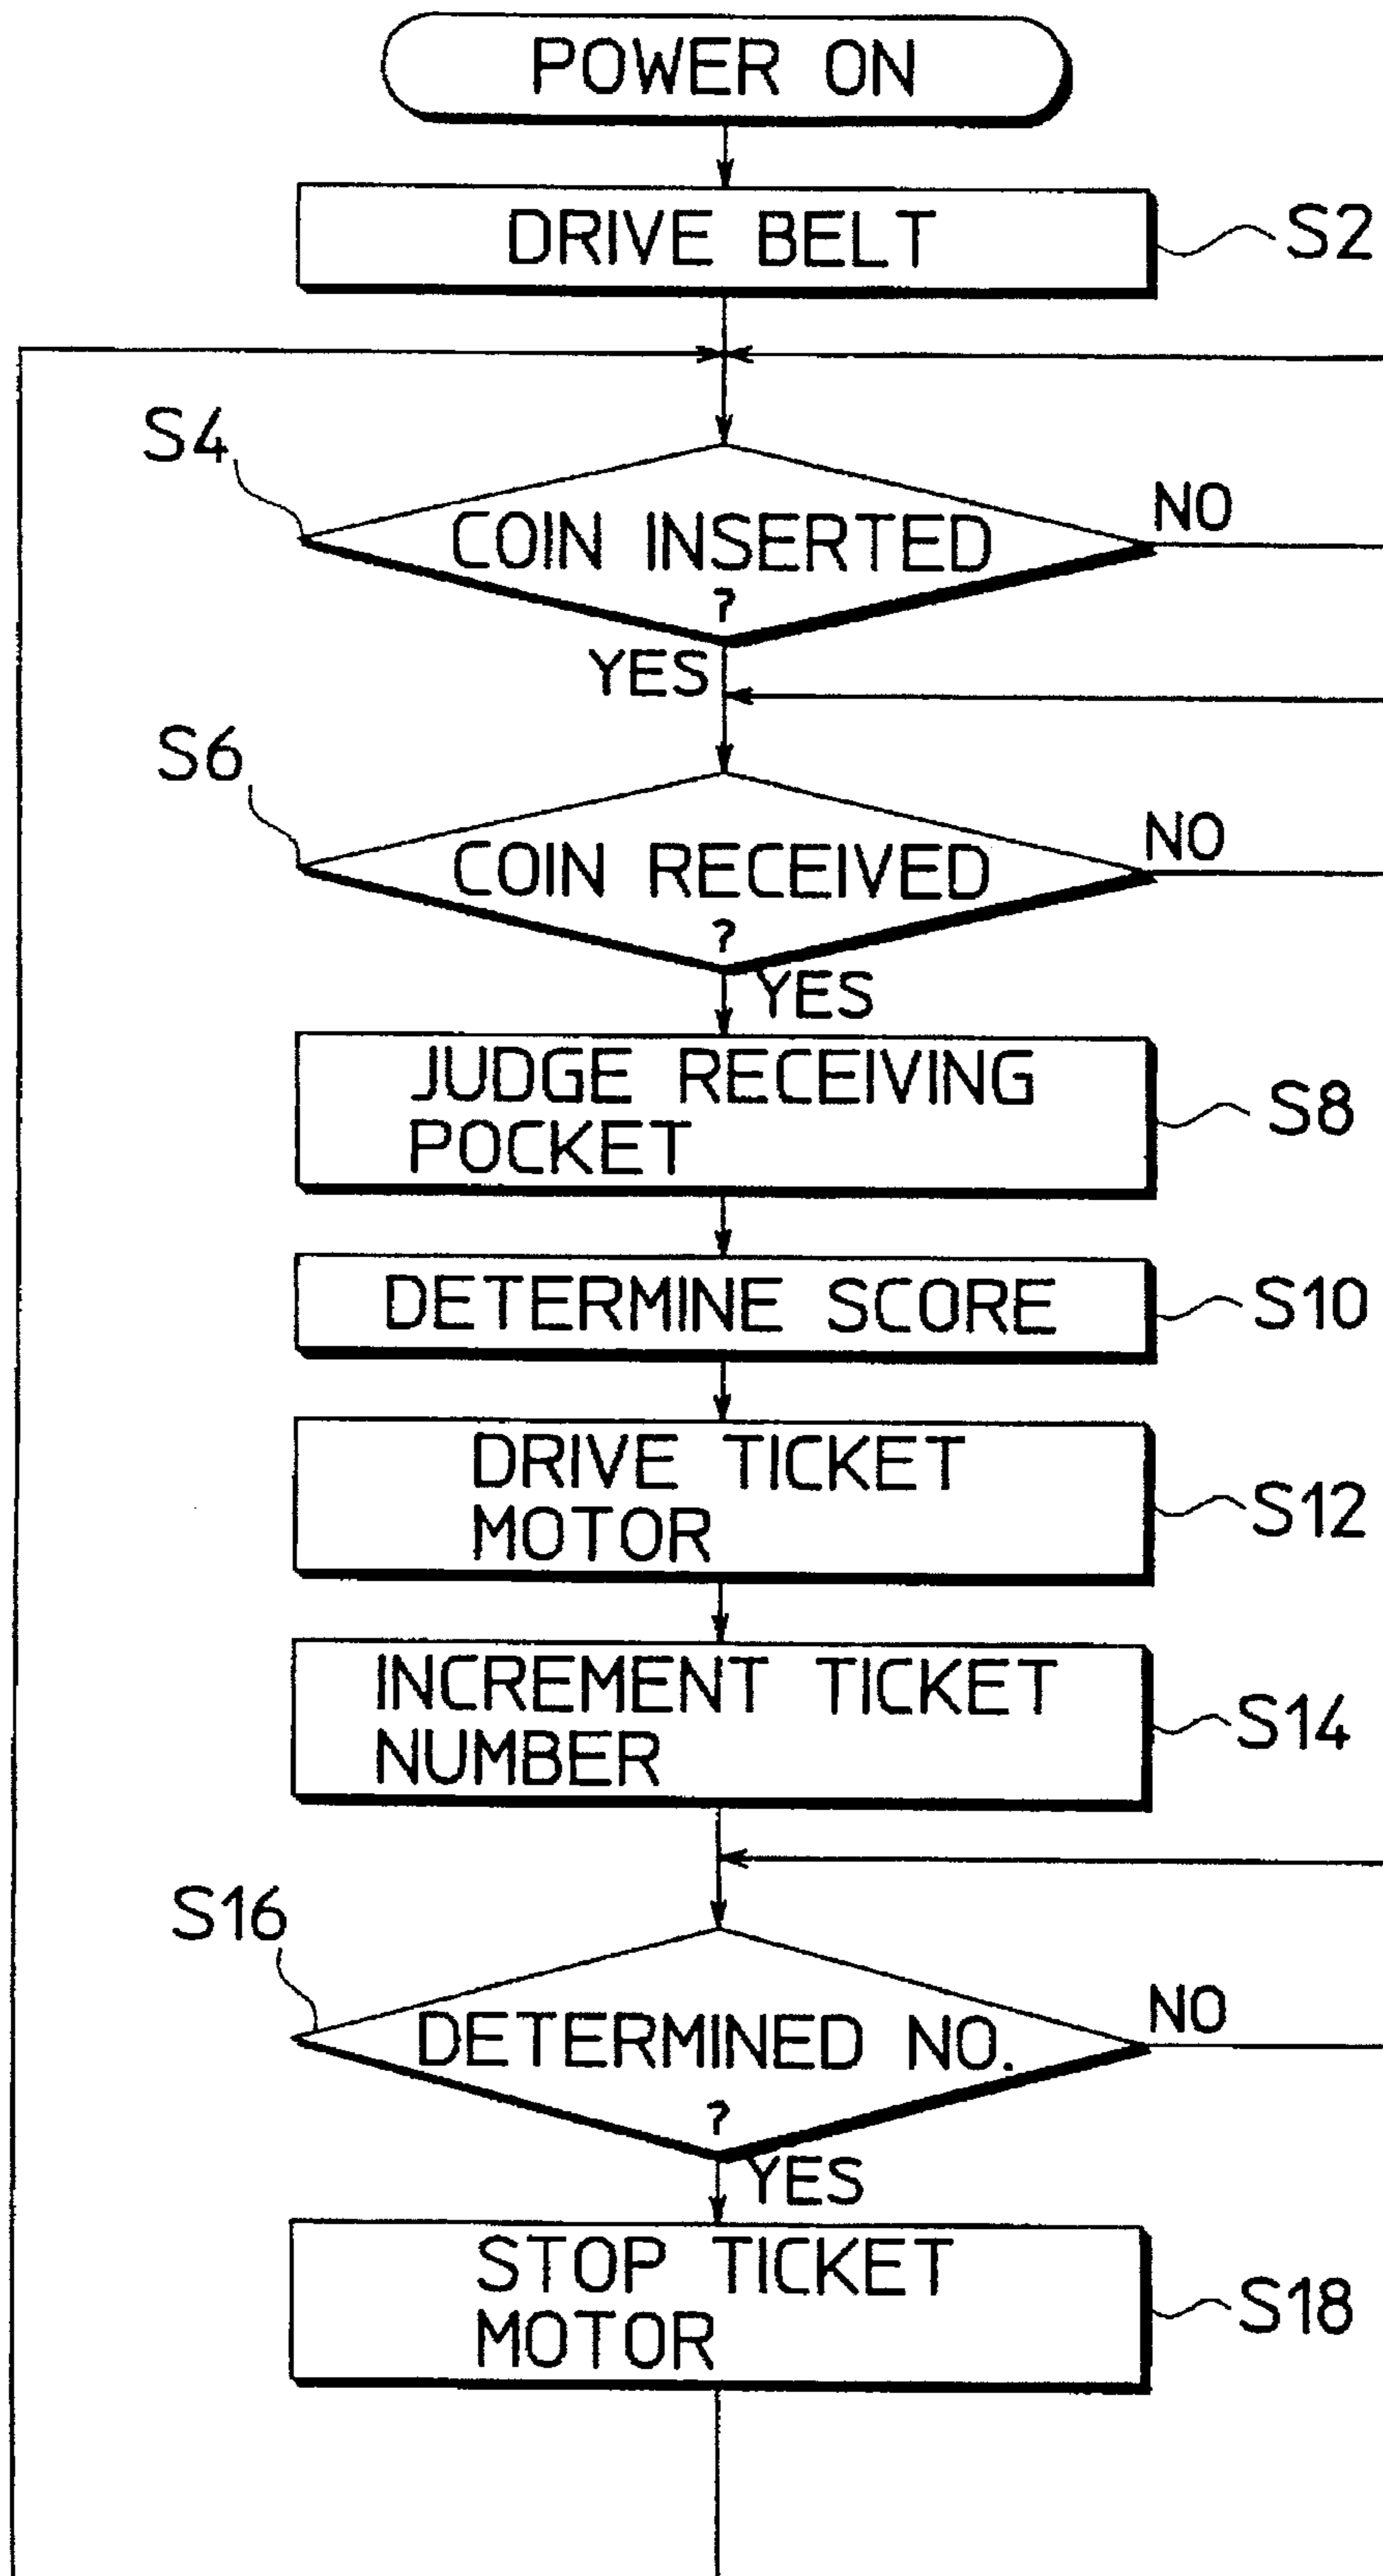 POWER ON
DRIVE BELT
S2
S4
COIN INSERTED
?
NO
YES
S6
COIN RECEIVED
?
NO
YES
JUDGE RECEIVING
POCKET
S8
DETERMINE SCORE
S10
DRIVE TICKET
MOTOR
S12
INCREMENT TICKET
NUMBER
S14
S16
DETERMINED NO.
?
NO
YES
STOP TICKET
MOTOR
S18